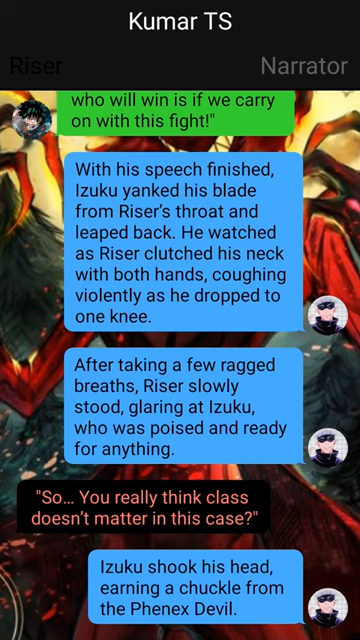 Kumar TS
Riser
Narrator
who will win is if we carry
on with this fight!"
With his speech finished,
Izuku yanked his blade
from Riser's throat and
leaped back. He watched
as Riser clutched his neck
with both hands, coughing
violently as he dropped to
one knee.
After taking a few ragged
breaths, Riser slowly
stood, glaring at Izuku,
who was poised and ready
for anything.
"So… You really think class
doesn't matter in this case?"
Izuku shook his head,
earning a chuckle from
the Phenex Devil.